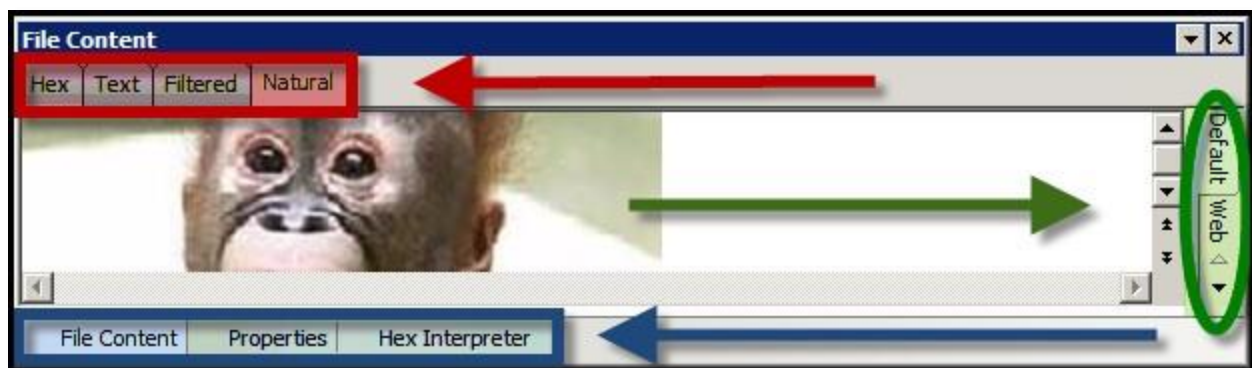 File Content
Hex Text Filtered Natural
Default Web
File Content Properties Hex Interpreter